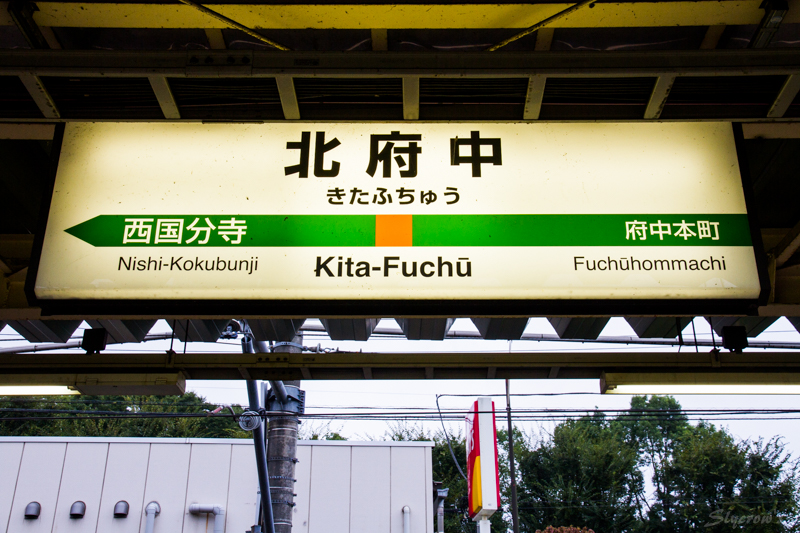 北府中
きたふちゅう
西国分寺 府中本町
Nishi-Kokubunji Kita-Fuchū Fuchūhommachi